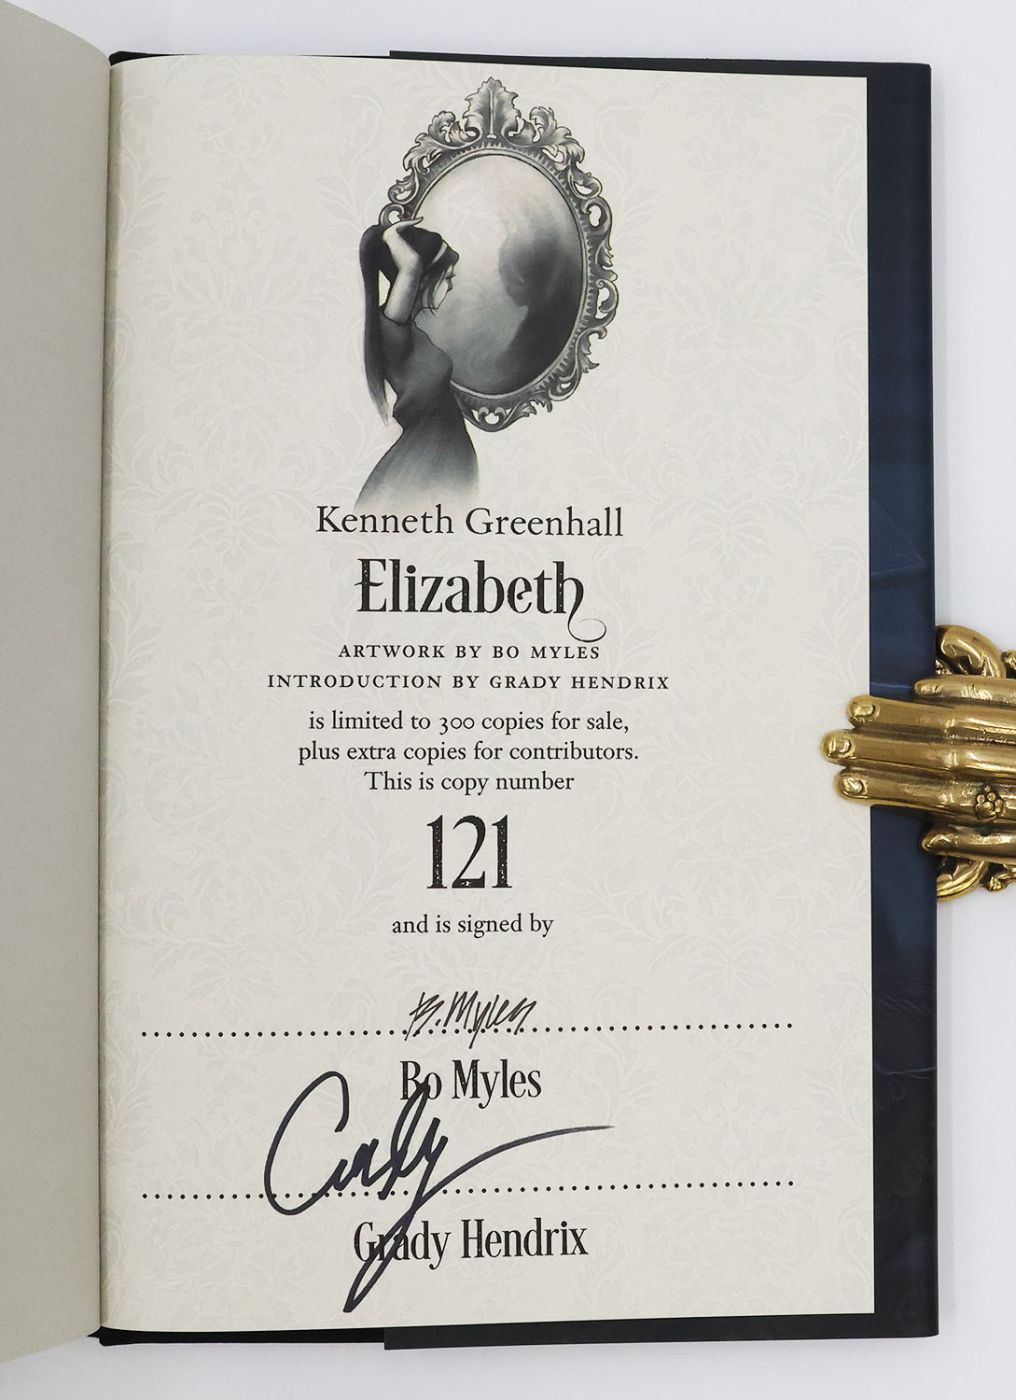 Kenneth Greenhall
Elizabeth
ARTWORK BY BO MYLES
INTRODUCTION BY GRADY HENDRIX
is limited to 300 copies for sale,
plus extra copies for contributors.
This is copy number
121
and is signed by
B. Myles
Bo Myles
Grady
Grady Hendrix